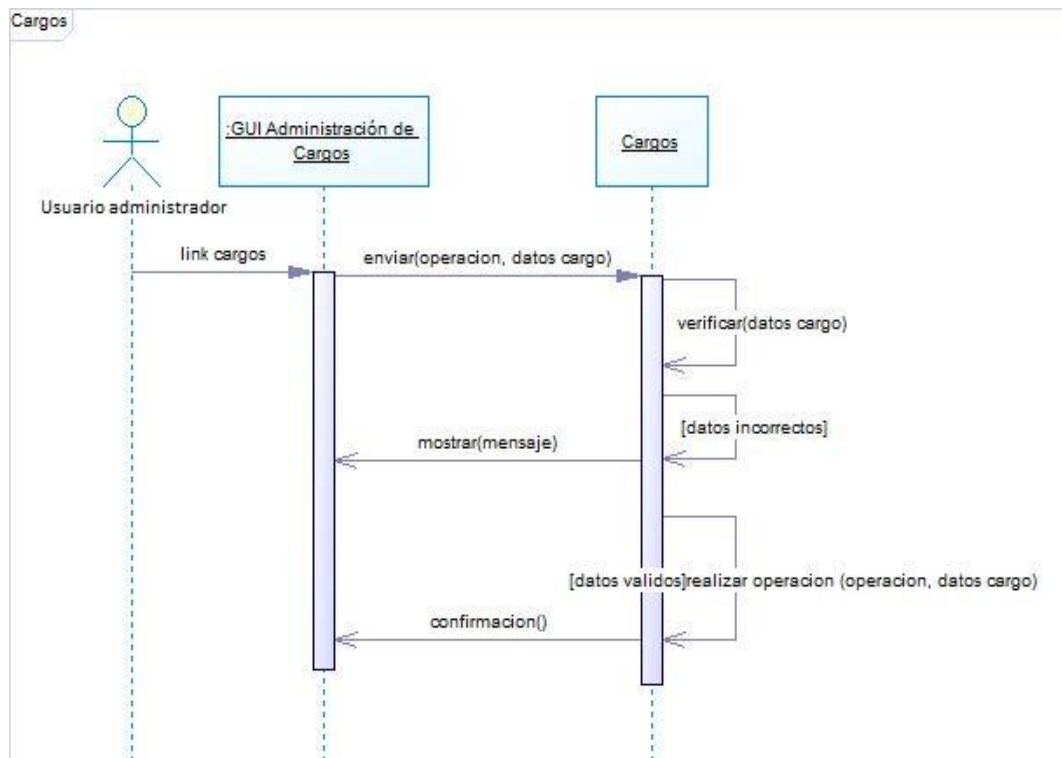 Cargos
:GUI Administración de
Cargos
Cargos
Usuario administrador
link cargos
enviar(operacion, datos cargo)
verificar(datos cargo)
[datos incorrectos]
mostrar(mensaje)
[datos validos]realizar operacion (operacion, datos cargo)
confirmacion()